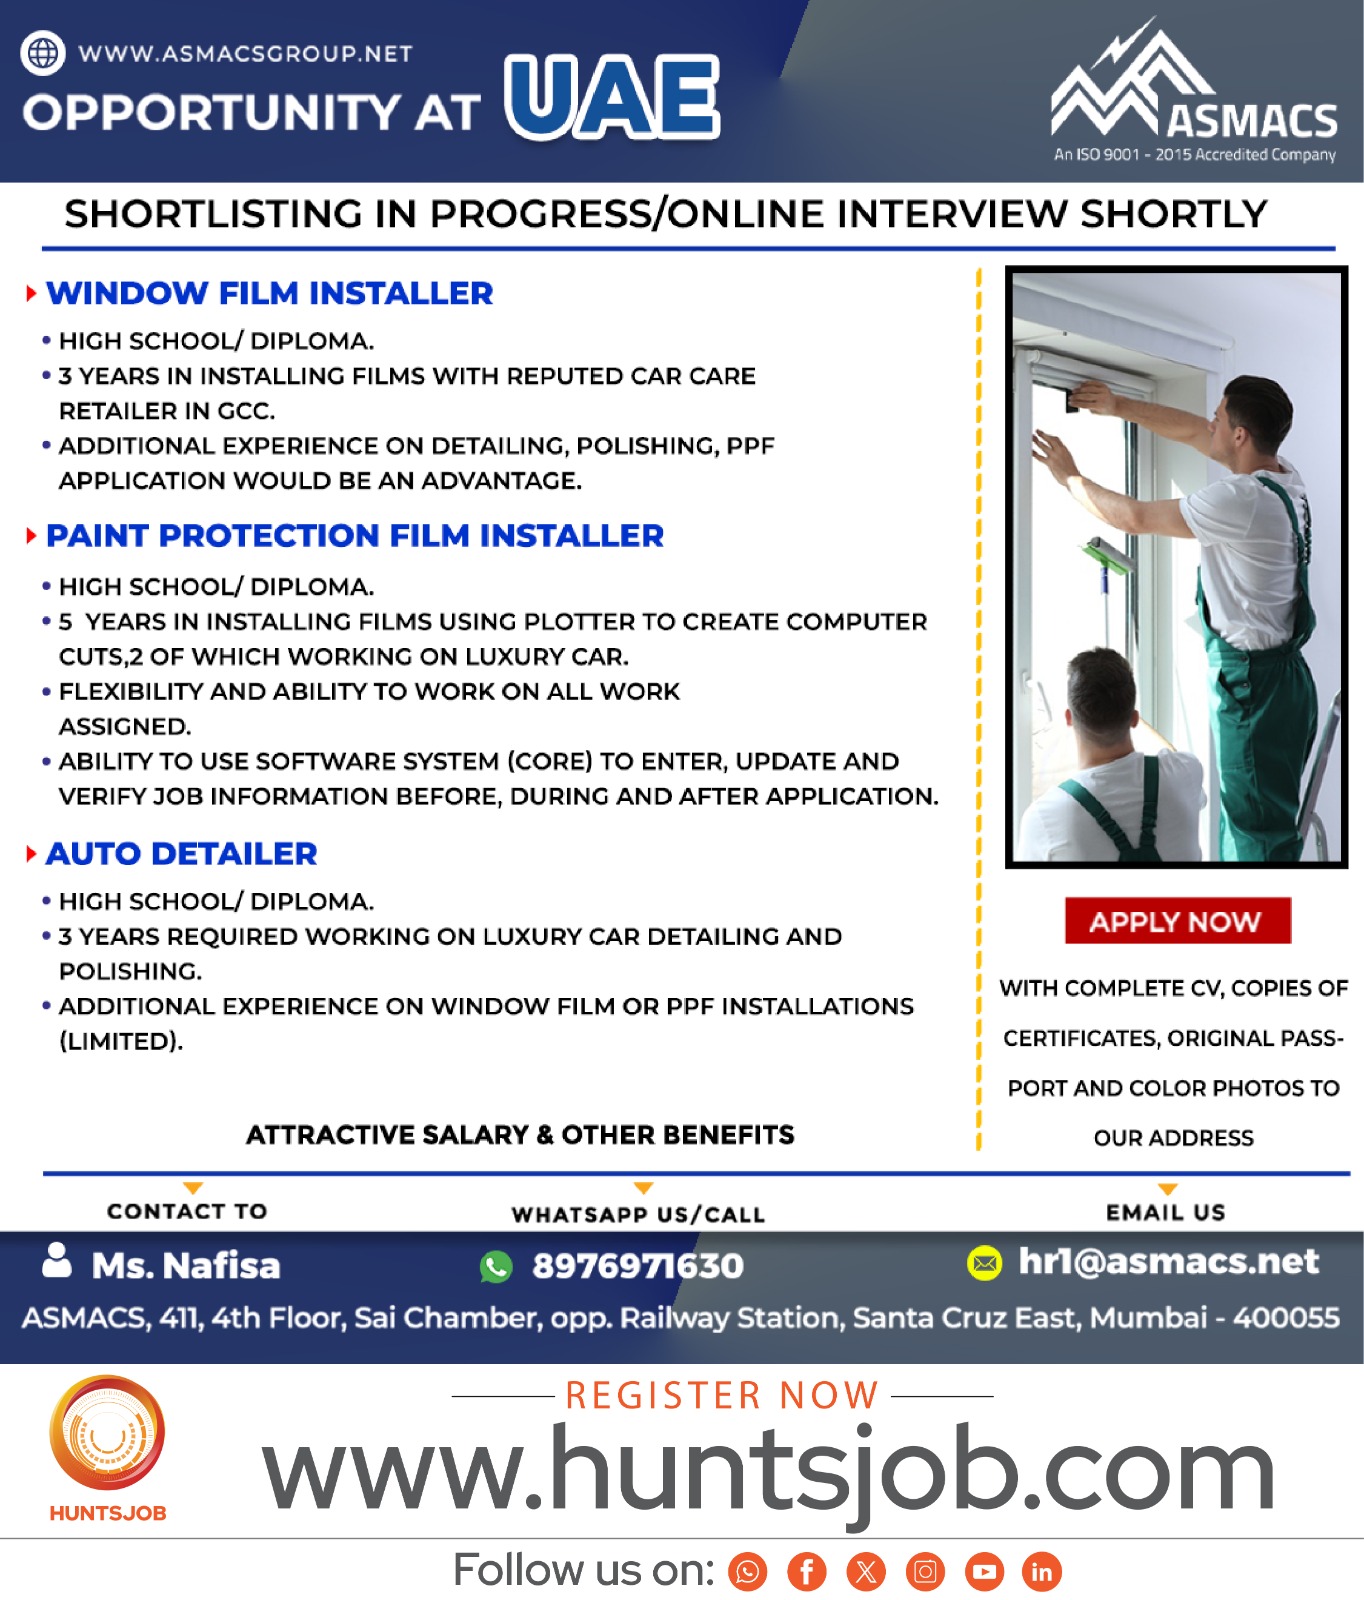 WWW.ASMACSGROUP.NET
OPPORTUNITY AT UAE
ASMACS
An ISO 9001 - 2015 Accredited Company
SHORTLISTING IN PROGRESS/ONLINE INTERVIEW SHORTLY
WINDOW FILM INSTALLER
• HIGH SCHOOL/ DIPLOMA.
• 3 YEARS IN INSTALLING FILMS WITH REPUTED CAR CARE
RETAILER IN GCC.
• ADDITIONAL EXPERIENCE ON DETAILING, POLISHING, PPF
APPLICATION WOULD BE AN ADVANTAGE.
PAINT PROTECTION FILM INSTALLER
• HIGH SCHOOL/ DIPLOMA.
• 5 YEARS IN INSTALLING FILMS USING PLOTTER TO CREATE COMPUTER
CUTS,2 OF WHICH WORKING ON LUXURY CAR.
• FLEXIBILITY AND ABILITY TO WORK ON ALL WORK
ASSIGNED.
• ABILITY TO USE SOFTWARE SYSTEM (CORE) TO ENTER, UPDATE AND
VERIFY JOB INFORMATION BEFORE, DURING AND AFTER APPLICATION.
AUTO DETAILER
• HIGH SCHOOL/ DIPLOMA.
• 3 YEARS REQUIRED WORKING ON LUXURY CAR DETAILING AND
POLISHING.
• ADDITIONAL EXPERIENCE ON WINDOW FILM OR PPF INSTALLATIONS
(LIMITED).
ATTRACTIVE SALARY & OTHER BENEFITS
APPLY NOW
WITH COMPLETE CV, COPIES OF
CERTIFICATES, ORIGINAL PASS-
PORT AND COLOR PHOTOS TO
OUR ADDRESS
CONTACT TO
Ms. Nafisa
WHATSAPP US/CALL
8976971630
EMAIL US
hr1@asmacs.net
ASMACS, 411, 4th Floor, Sai Chamber, opp. Railway Station, Santa Cruz East, Mumbai - 400055
HUNTSJOB
REGISTER NOW
www.huntsjob.com
Follow us on: